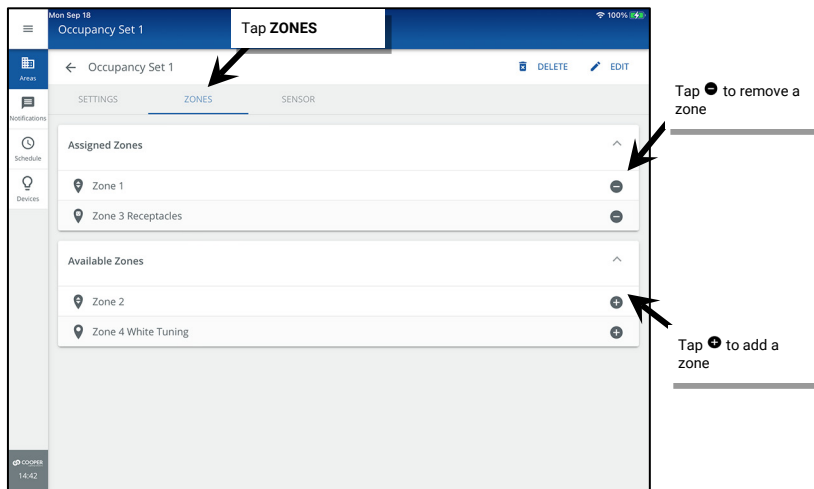 Mon Sep 18
100%
Occupancy Set 1
Tap ZONES
Areas
Occupancy Set 1
DELETE
EDIT
Notifications
SETTINGS
ZONES
SENSOR
Tap to remove a
zone
Schedule
Assigned Zones
Devices
Zone 1
Zone 3 Receptacles
Available Zones
Zone 2
Zone 4 White Tuning
Tap to add a
zone
COOPER
14:42